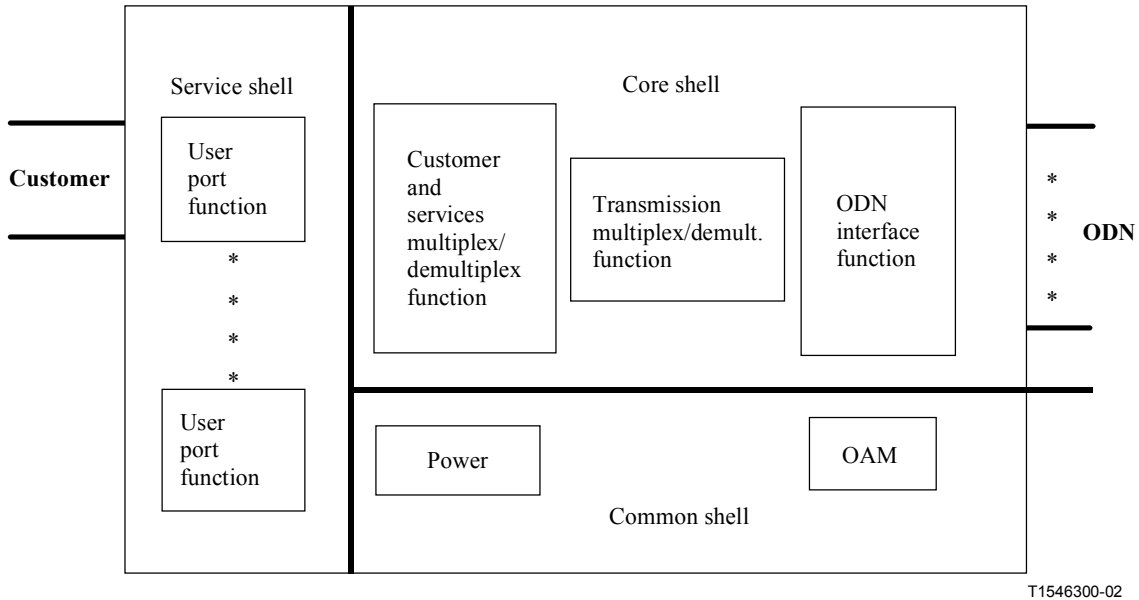 Service shell
Core shell
Customer
User
port
function
*
*
*
*
User
port
function
Customer
and
services
multiplex/
demultiplex
function
Transmission
multiplex/demult.
function
ODN
interface
function
*
*
*
*
ODN
Power
OAM
Common shell
T1546300-02